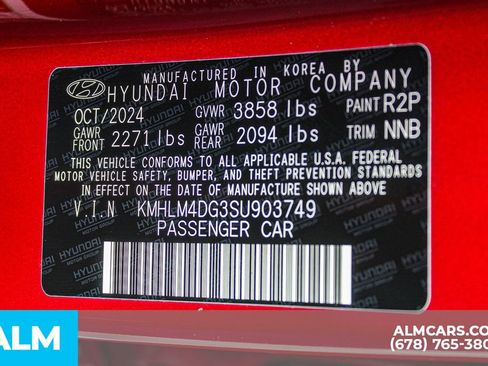 MANUFACTURED IN KOREA BY
HYUNDAI MOTOR COMPANY
OCT/2024 GVWR 3858 lbs PAINT R2P
GAWR FRONT 2271 lbs GAWR REAR 2094 lbs TRIM NNB
THIS VEHICLE CONFORMS TO ALL APPLICABLE U.S.A. FEDERAL
MOTOR VEHICLE SAFETY, BUMPER, AND THEFT PREVENTION STANDARDS
IN EFFECT ON THE DATE OF MANUFACTURE SHOWN ABOVE
V.I.N KMHLM4DG3SU903749
PASSENGER CAR
ALM
ALMCARS.CO
(678) 765-380